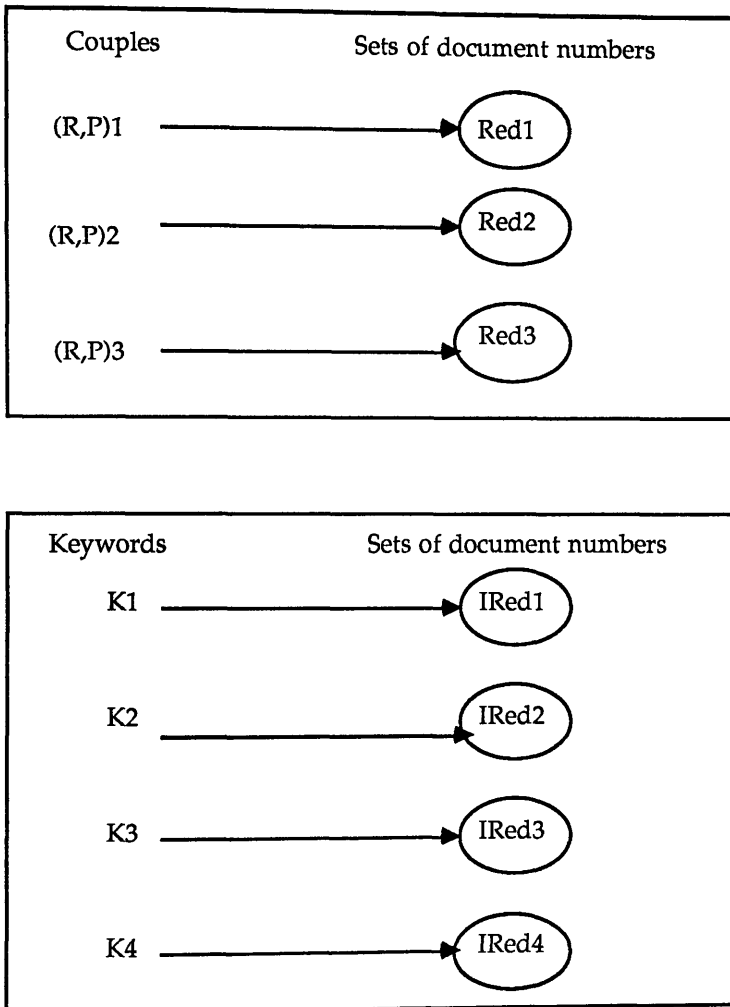 Couples Sets of document numbers
(R,P)1 Red1
(R,P)2 Red2
(R,P)3 Red3
Keywords Sets of document numbers
K1 IRed1
K2 IRed2
K3 IRed3
K4 IRed4